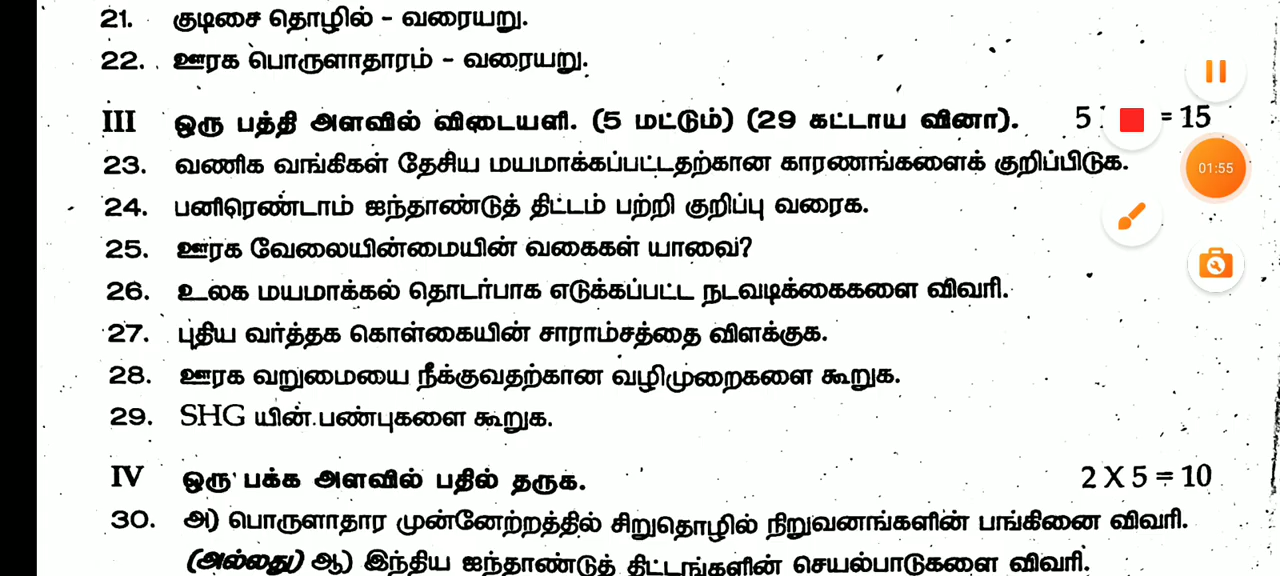 21. குடிசை தொழில் - வரையறு.
22. ஊரக பொருளாதாரம் - வரையறு.
III ஒரு பத்தி அளவில் விடையளி. (5 மட்டும்) (29 கட்டாய வினா). 5 = 15
23. வணிக வங்கிகள் தேசிய மயமாக்கப்பட்டதற்கான காரணங்களைக் குறிப்பிடுக.
01:55
24. பனிரெண்டாம் ஐந்தாண்டுத் திட்டம் பற்றி குறிப்பு வரைக.
25. ஊரக வேலையின்மையின் வகைகள் யாவை?
26. உலக மயமாக்கல் தொடர்பாக எடுக்கப்பட்ட நடவடிக்கைகளை விவரி.
27. புதிய வர்த்தக கொள்கையின் சாராம்சத்தை விளக்குக.
28. ஊரக வறுமையை நீக்குவதற்கான வழிமுறைகளை கூறுக.
29. SHG யின் பண்புகளை கூறுக.
IV ஒரு பக்க அளவில் பதில் தருக. 2 X 5 = 10
30. அ) பொருளாதார முன்னேற்றத்தில் சிறுதொழில் நிறுவனங்களின் பங்கினை விவரி.
(அல்லது) ஆ) இந்திய ஐந்தாண்டுத் திட்டங்களின் செயல்பாடுகளை விவரி.